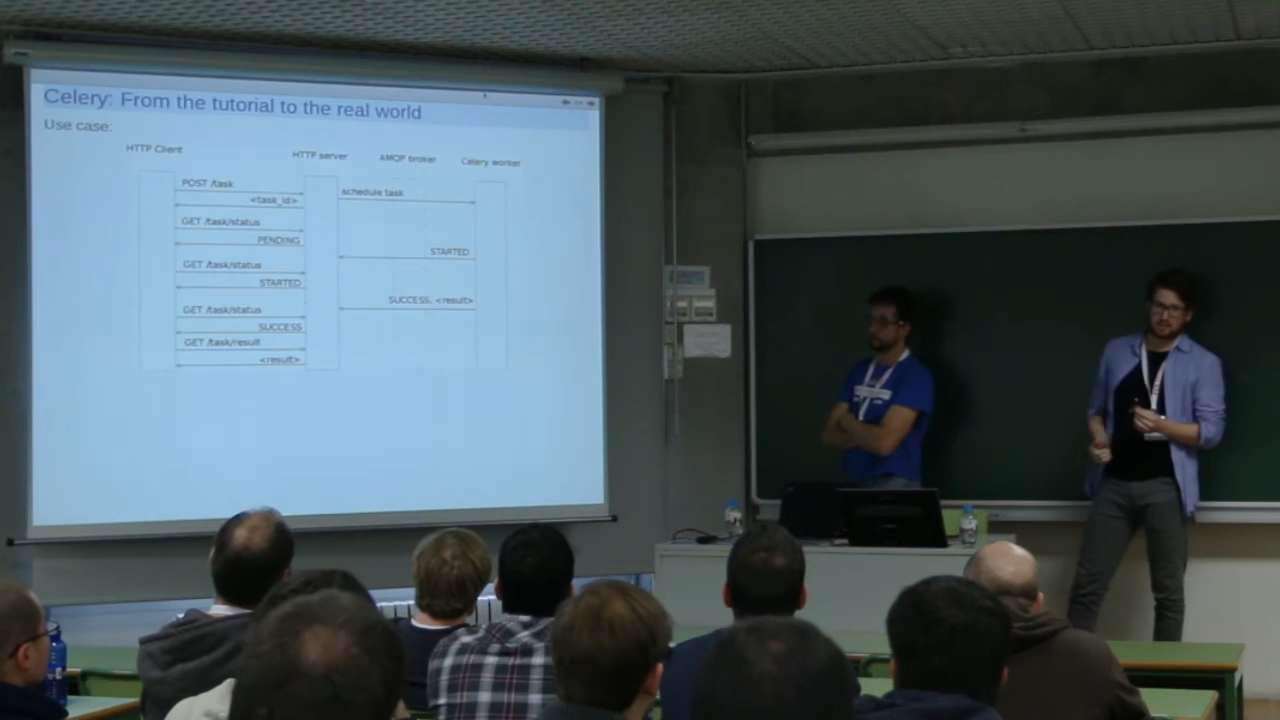 Celery: From the tutorial to the real world
Use case:
HTTP Client
HTTP server
AMQP broker
Celery worker
POST /task
schedule task
<task_id>
GET /task/status
PENDING
STARTED
GET /task/status
STARTED
SUCCESS, <result>
GET /task/status
SUCCESS
GET /task/result
<result>